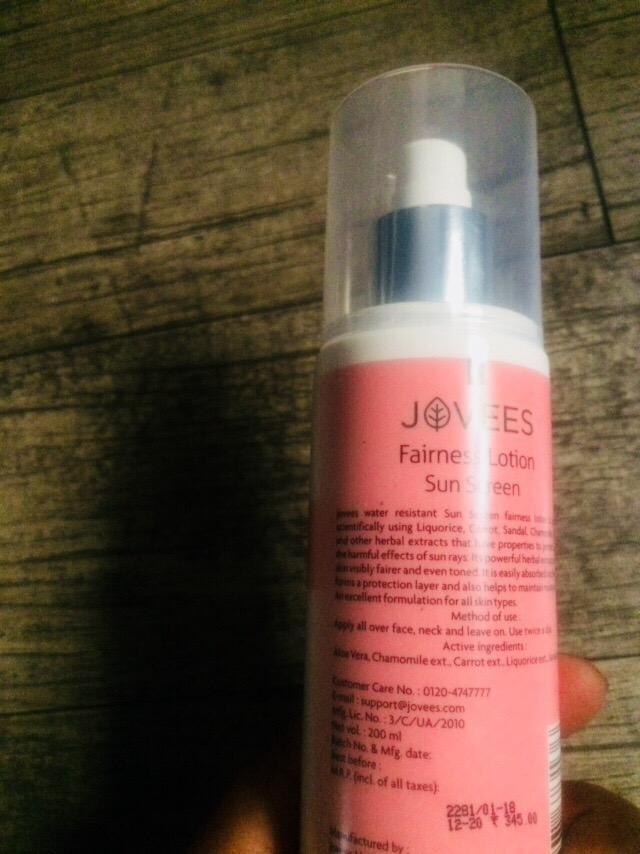 JOVEES
Fairness Lotion
Sun Screen
Jovees water resistant Sun Screen fairness
scientifically using Liquorice, Carrot, Sandal,
and other herbal extracts that have properties to
the harmful effects of sun rays. Its powerful herbal
skin visibly fairer and even toned. It is easily absorbed
forms a protection layer and also helps to maintain
An excellent formulation for all skin types.
Method of use :
Apply all over face, neck and leave on. Use twice a
Active ingredients :
Aloe Vera, Chamomile ext., Carrot ext., Liquorice ext.,
Customer Care No. : 0120-4747777
E-mail : support@jovees.com
Mfg. Lic. No. : 3/C/UA/2010
Net vol. : 200 ml
Batch No. & Mfg. date:
Best before :
M.R.P. (incl. of all taxes):
2281/01-18
12-20 ₹ 345.00
Manufactured by :